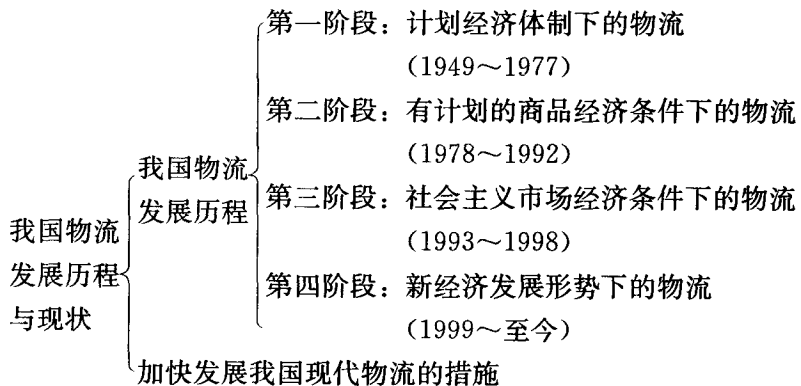 第一阶段：计划经济体制下的物流
（1949～1977）
第二阶段：有计划的商品经济条件下的物流
（1978～1992）
我国物流
发展历程
第三阶段：社会主义市场经济条件下的物流
（1993～1998）
我国物流
发展历程
与现状
第四阶段：新经济发展形势下的物流
（1999～至今）
加快发展我国现代物流的措施